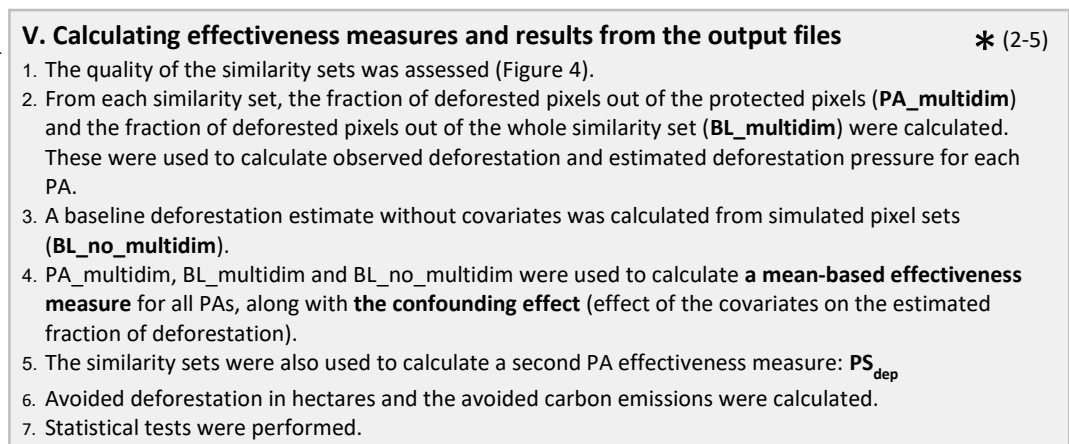 V. Calculating effectiveness measures and results from the output files * (2-5)
1. The quality of the similarity sets was assessed (Figure 4).
2. From each similarity set, the fraction of deforested pixels out of the protected pixels (PA_multidim)
and the fraction of deforested pixels out of the whole similarity set (BL_multidim) were calculated.
These were used to calculate observed deforestation and estimated deforestation pressure for each
PA.
3. A baseline deforestation estimate without covariates was calculated from simulated pixel sets
(BL_no_multidim).
4. PA_multidim, BL_multidim and BL_no_multidim were used to calculate a mean-based effectiveness
measure for all PAs, along with the confounding effect (effect of the covariates on the estimated
fraction of deforestation).
5. The similarity sets were also used to calculate a second PA effectiveness measure: PSdep
6. Avoided deforestation in hectares and the avoided carbon emissions were calculated.
7. Statistical tests were performed.